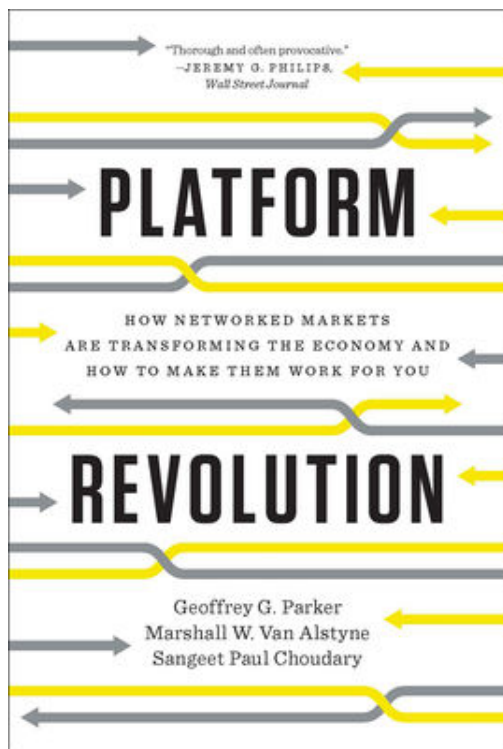 “Thorough and often provocative.”
–JEREMY G. PHILIPS,
Wall Street Journal
PLATFORM
HOW NETWORKED MARKETS
ARE TRANSFORMING THE ECONOMY AND
HOW TO MAKE THEM WORK FOR YOU
REVOLUTION
Geoffrey G. Parker
Marshall W. Van Alstyne
Sangeet Paul Choudary